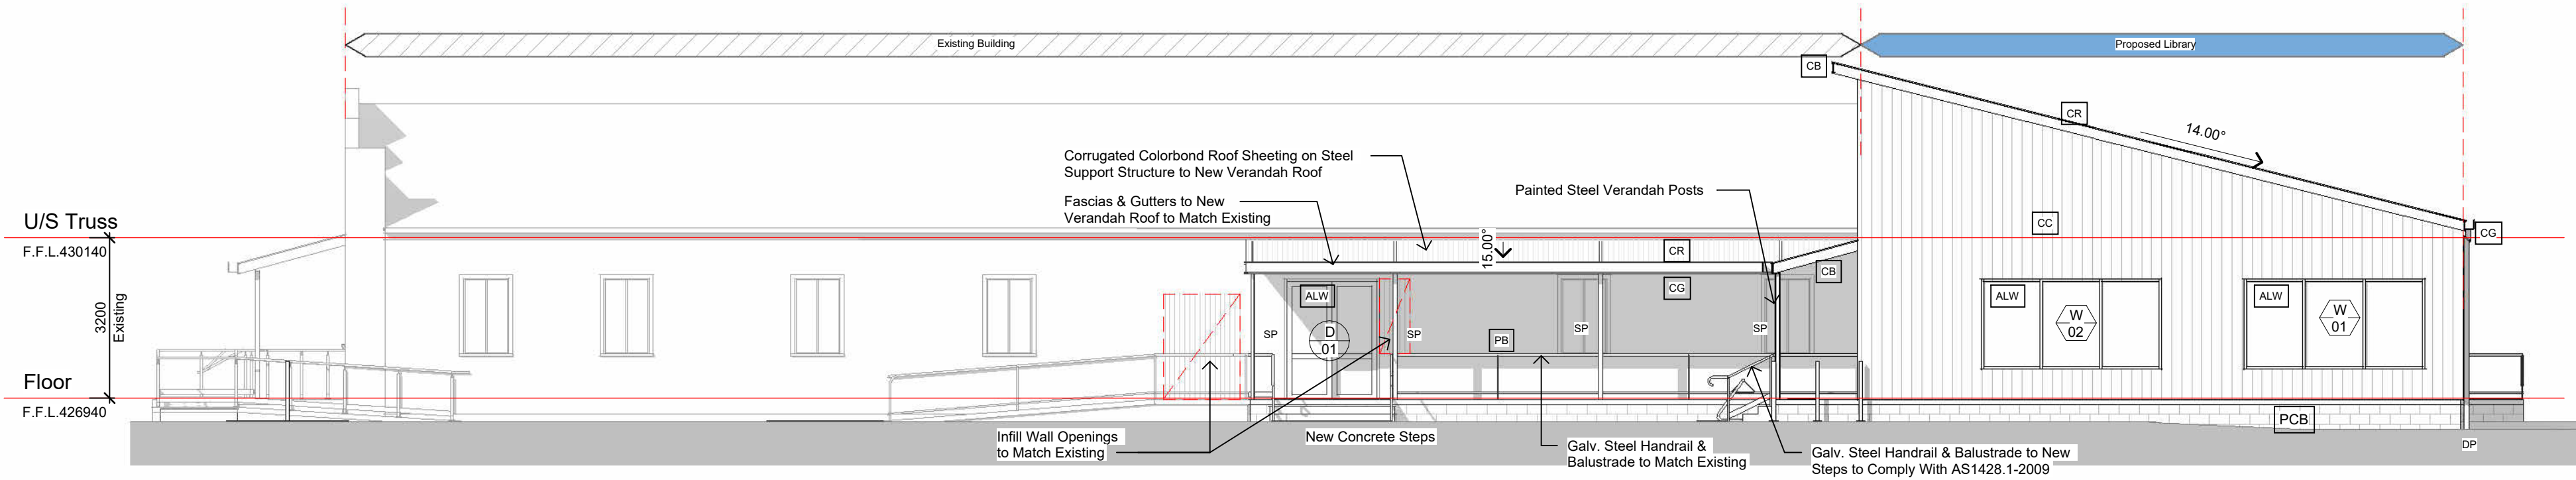 Existing Building
Proposed Library
CB
CR
14.00°
Corrugated Colorbond Roof Sheeting on Steel
Support Structure to New Verandah Roof
Painted Steel Verandah Posts
Fascias & Gutters to New
Verandah Roof to Match Existing
U/S Truss
F.F.L.430140
CC
CG
15.00°
CR
CB
3200
Existing
ALW
CG
ALW
ALW
W
02
W
01
SP
D
01
SP
PB
SP
SP
Floor
F.F.L.426940
PCB
Infill Wall Openings
to Match Existing
New Concrete Steps
Galv. Steel Handrail &
Balustrade to Match Existing
Galv. Steel Handrail & Balustrade to New
Steps to Comply With AS1428.1-2009
DP